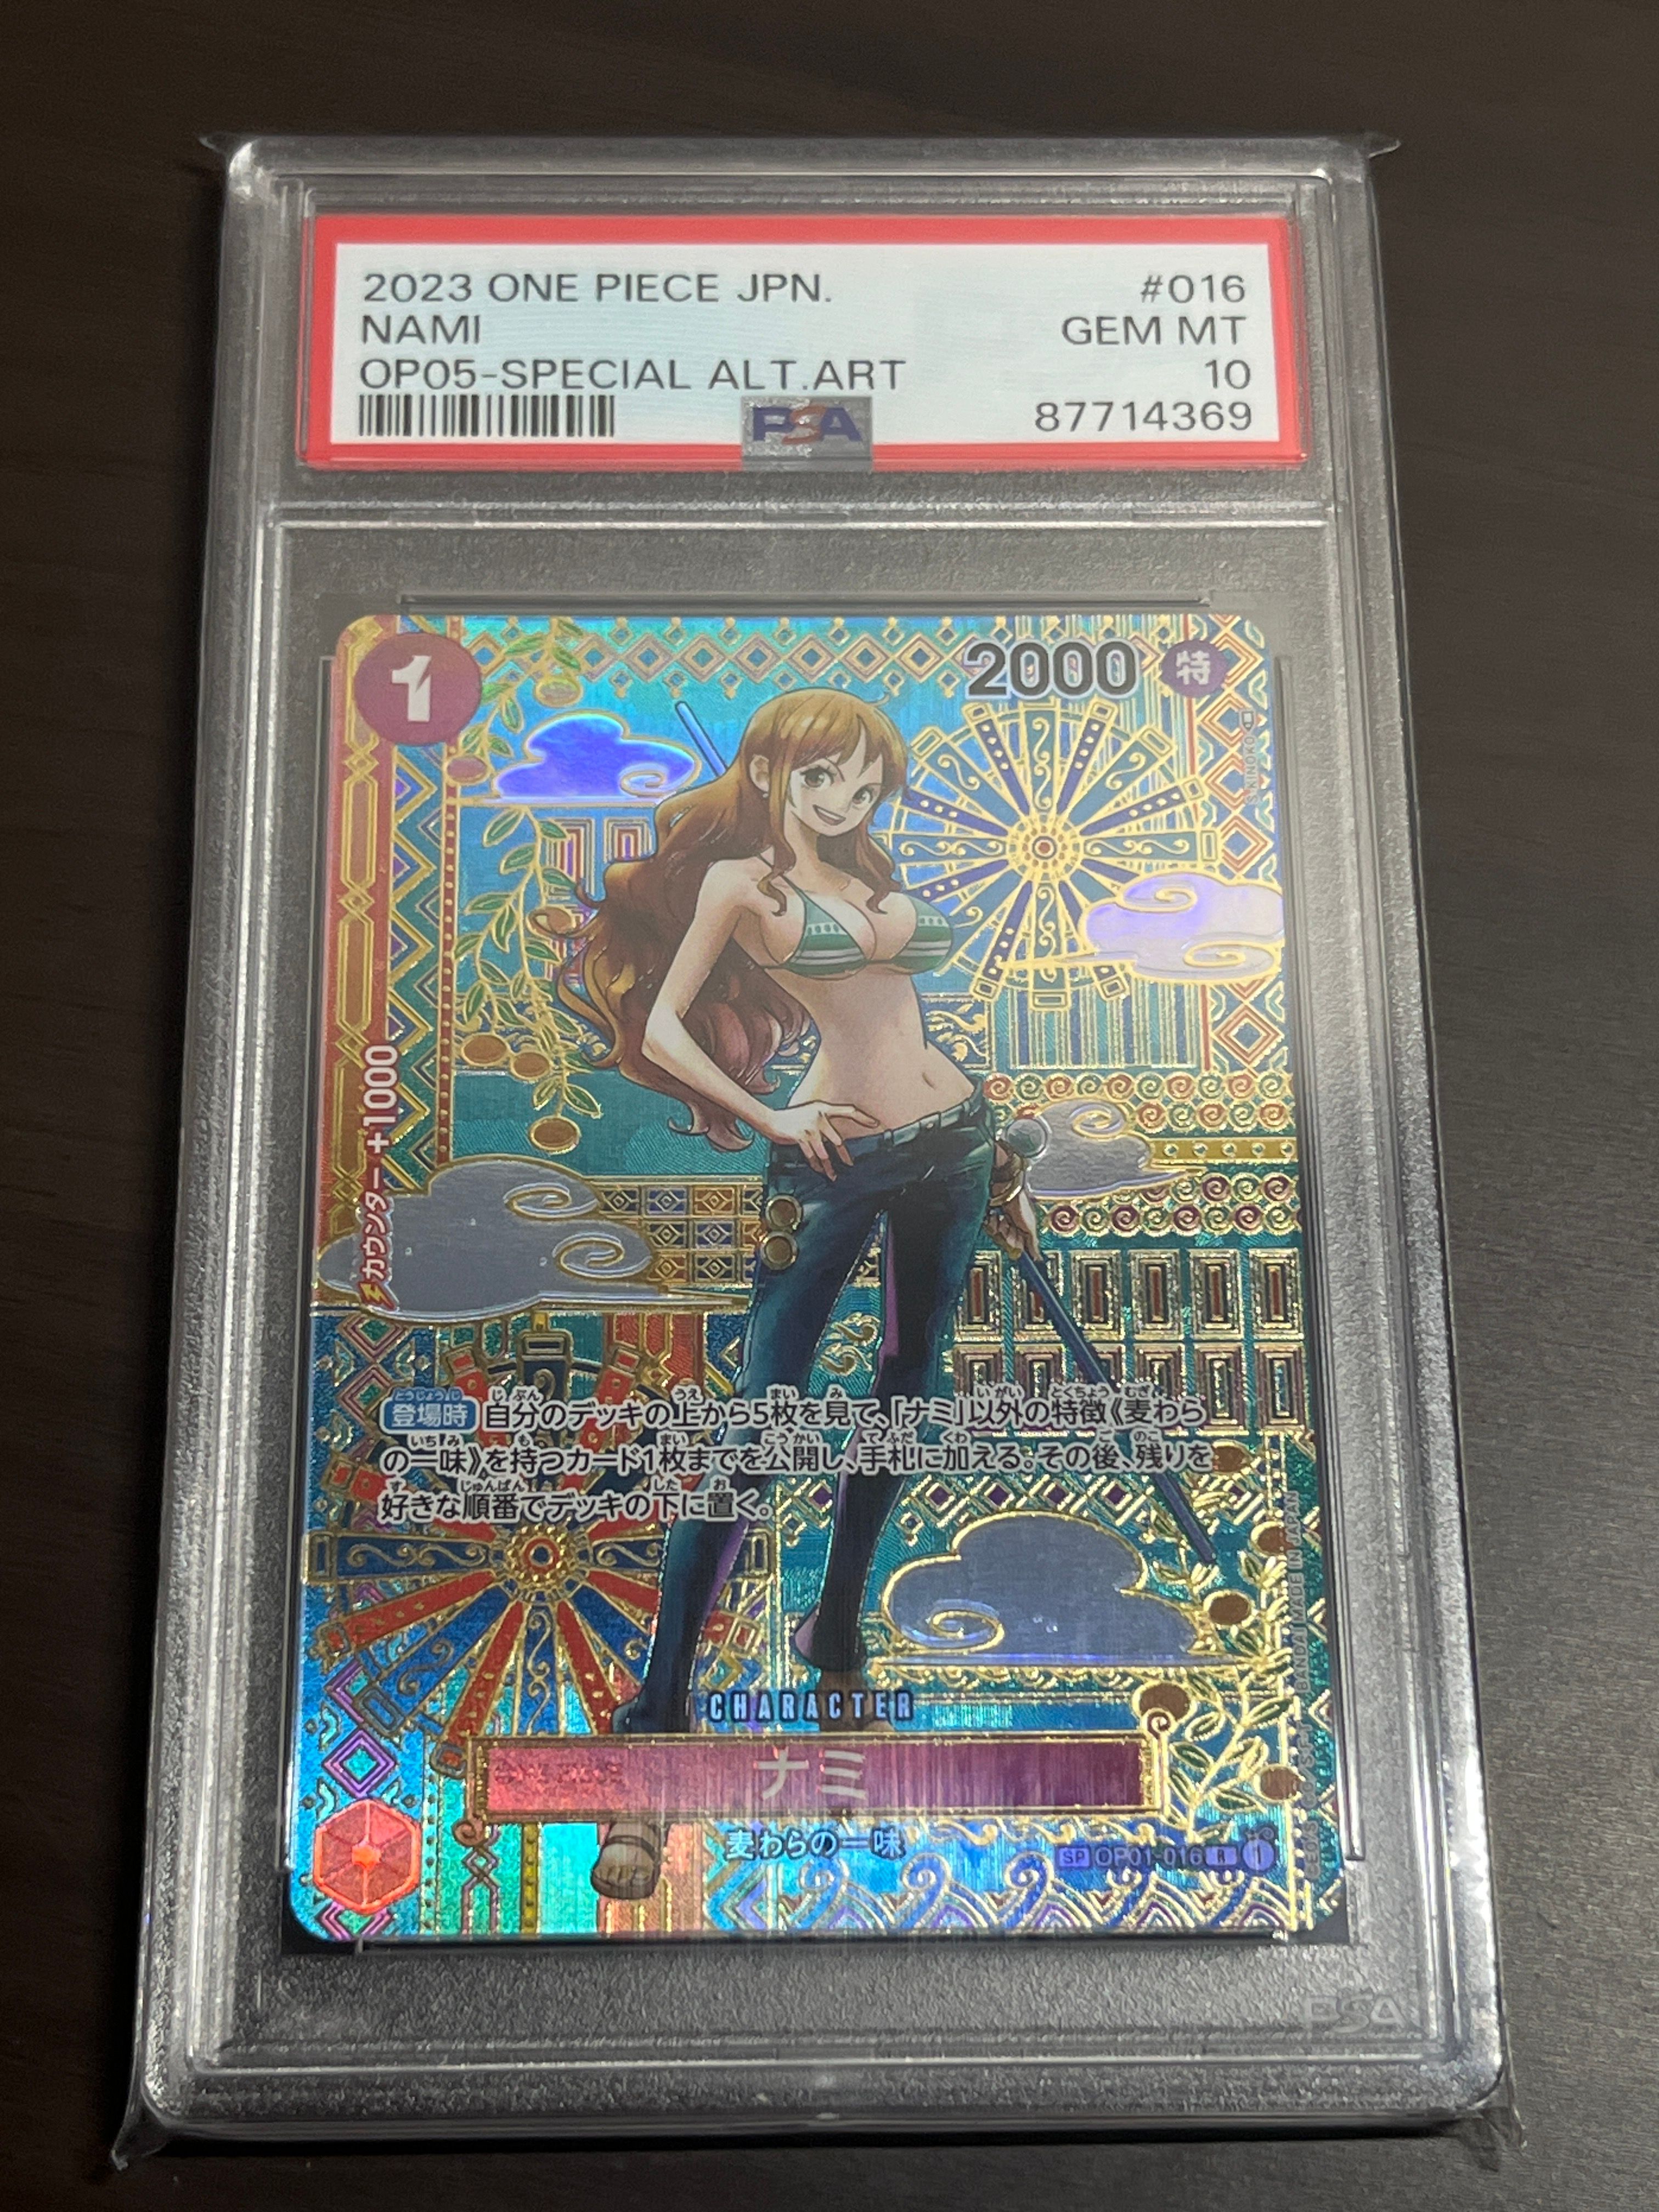 2023 ONE PIECE JPN. #016
NAMI GEM MT
OP05-SPECIAL ALT.ART 10
87714369
PSA
1
2000 特
カウンター+1000
登場時 自分のデッキの上から5枚を見て、「ナミ」以外の特徴《麦わら
の一味》を持つカード1枚までを公開し、手札に加える。その後、残りを
好きな順番でデッキの下に置く。
CHARACTER
ナミ
麦わらの一味
SP OP01-016 R 1
BANDAI MADE IN JAPAN
PSA